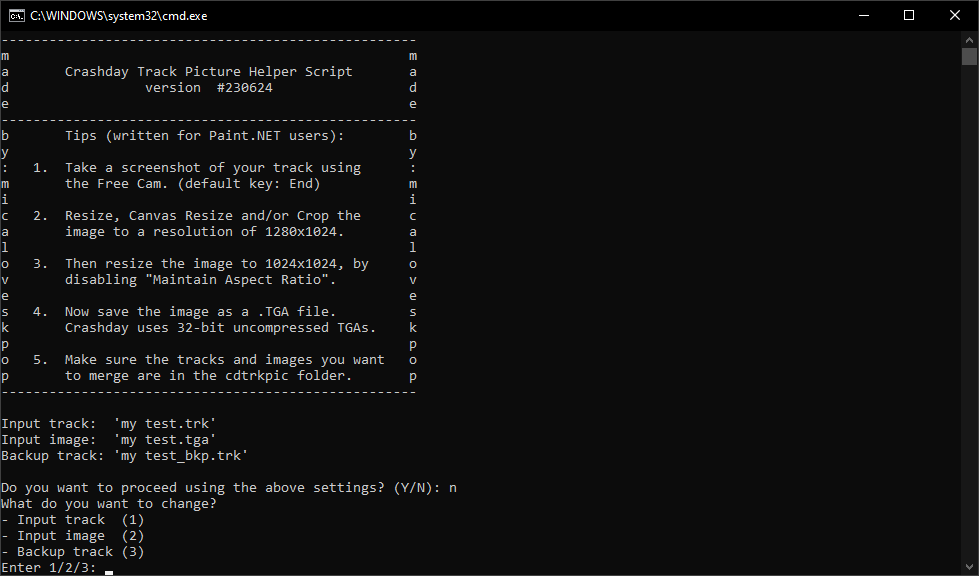 C:\WINDOWS\system32\cmd.exe
----------------------------------------------------
m                                                  m
a       Crashday Track Picture Helper Script       a
d                 version  #230624                 d
e                                                  e
----------------------------------------------------
b       Tips (written for Paint.NET users):        b
y                                                  y
:   1.  Take a screenshot of your track using      :
m       the Free Cam. (default key: End)           m
i                                                  i
c   2.  Resize, Canvas Resize and/or Crop the      c
a       image to a resolution of 1280x1024.        a
l                                                  l
o   3.  Then resize the image to 1024x1024, by     o
v       disabling "Maintain Aspect Ratio".         v
e                                                  e
s   4.  Now save the image as a .TGA file.         s
k       Crashday uses 32-bit uncompressed TGAs.    k
p                                                  p
o   5.  Make sure the tracks and images you want   o
p       to merge are in the cdtrkpic folder.       p
----------------------------------------------------
Input track:  'my test.trk'
Input image:  'my test.tga'
Backup track: 'my test_bkp.trk'
Do you want to proceed using the above settings? (Y/N): n
What do you want to change?
- Input track  (1)
- Input image  (2)
- Backup track (3)
Enter 1/2/3: